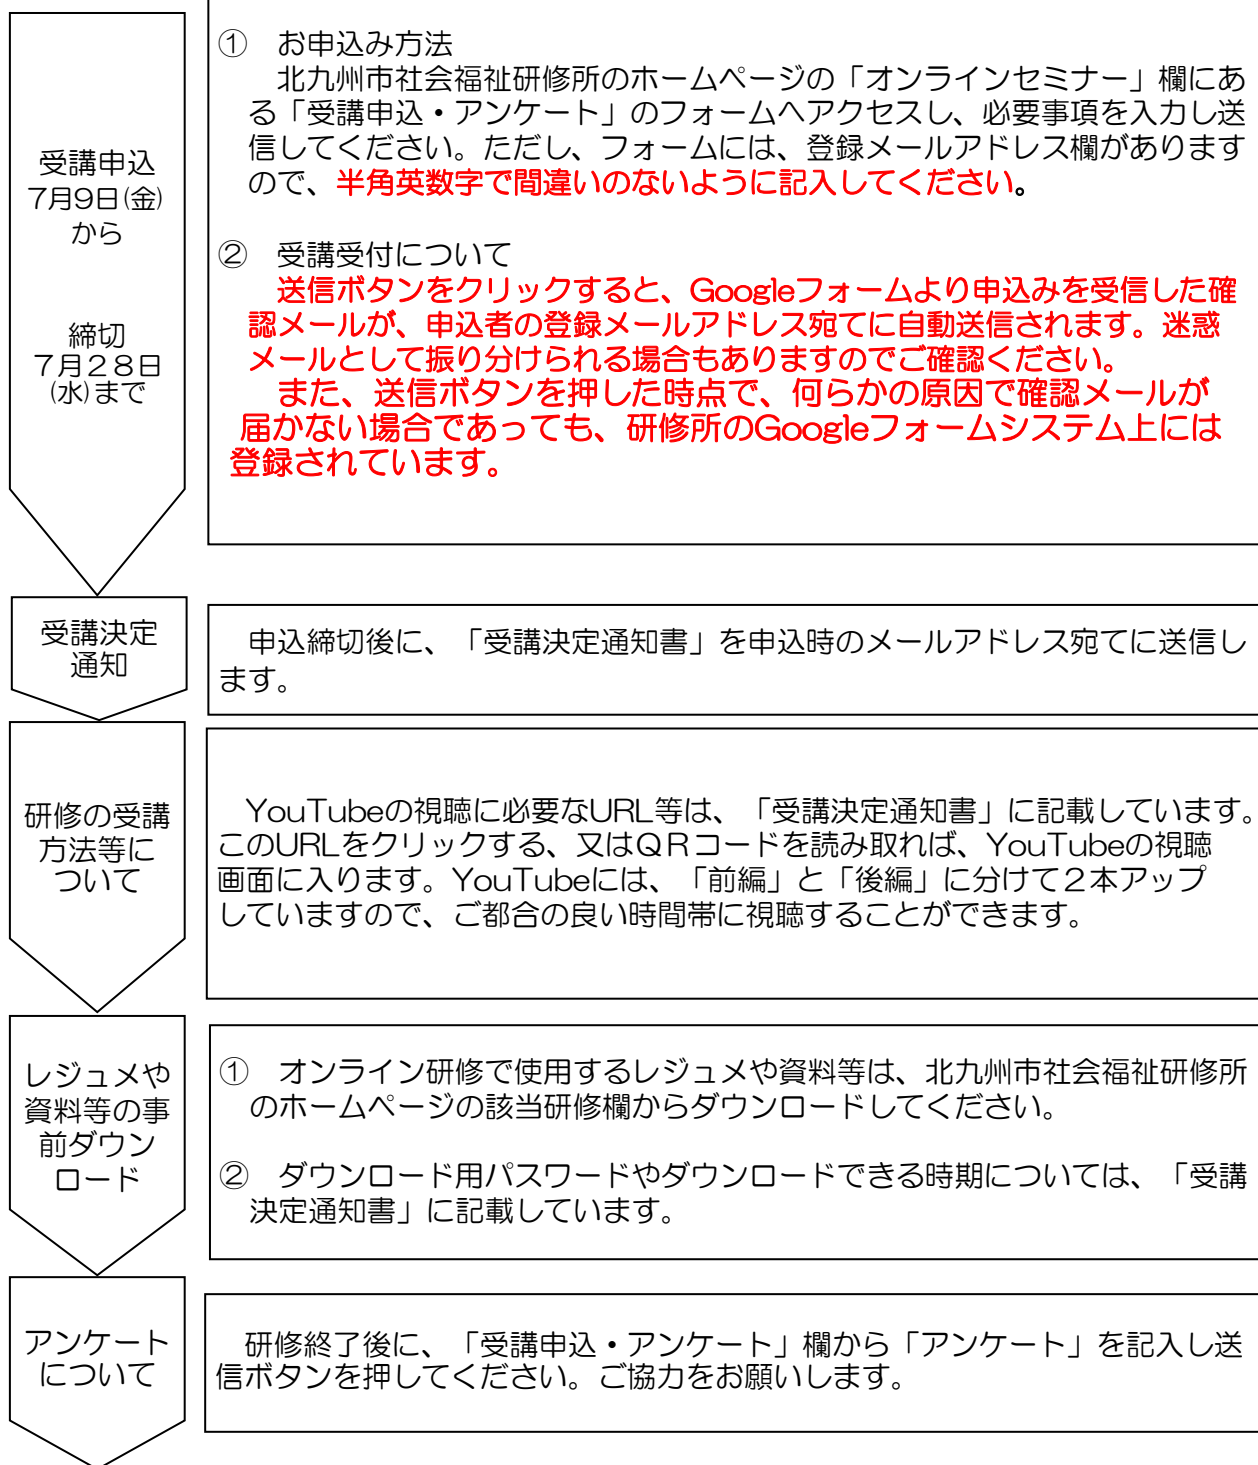 受講申込
7月9日(金)
から
締切
7月28日
(水)まで
① お申込み方法
北九州市社会福祉研修所のホームページの「オンラインセミナー」欄にあ
る「受講申込・アンケート」のフォームへアクセスし、必要事項を入力し送
信してください。ただし、フォームには、登録メールアドレス欄があります
ので、半角英数字で間違いのないように記入してください。
② 受講受付について
送信ボタンをクリックすると、Googleフォームより申込みを受信した確
認メールが、申込者の登録メールアドレス宛てに自動送信されます。迷惑
メールとして振り分けられる場合もありますのでご確認ください。
また、送信ボタンを押した時点で、何らかの原因で確認メールが
届かない場合であっても、研修所のGoogleフォームシステム上には
登録されています。
受講決定
通知
申込締切後に、「受講決定通知書」を申込時のメールアドレス宛てに送信し
ます。
研修の受講
方法等に
ついて
YouTubeの視聴に必要なURL等は、「受講決定通知書」に記載しています。
このURLをクリックする、又はQRコードを読み取れば、YouTubeの視聴
画面に入ります。YouTubeには、「前編」と「後編」に分けて2本アップ
していますので、ご都合の良い時間帯に視聴することができます。
レジュメや
資料等の事
前ダウン
ロード
① オンライン研修で使用するレジュメや資料等は、北九州市社会福祉研修所
のホームページの該当研修欄からダウンロードしてください。
② ダウンロード用パスワードやダウンロードできる時期については、「受講
決定通知書」に記載しています。
アンケート
について
研修終了後に、「受講申込・アンケート」欄から「アンケート」を記入し送
信ボタンを押してください。ご協力をお願いします。